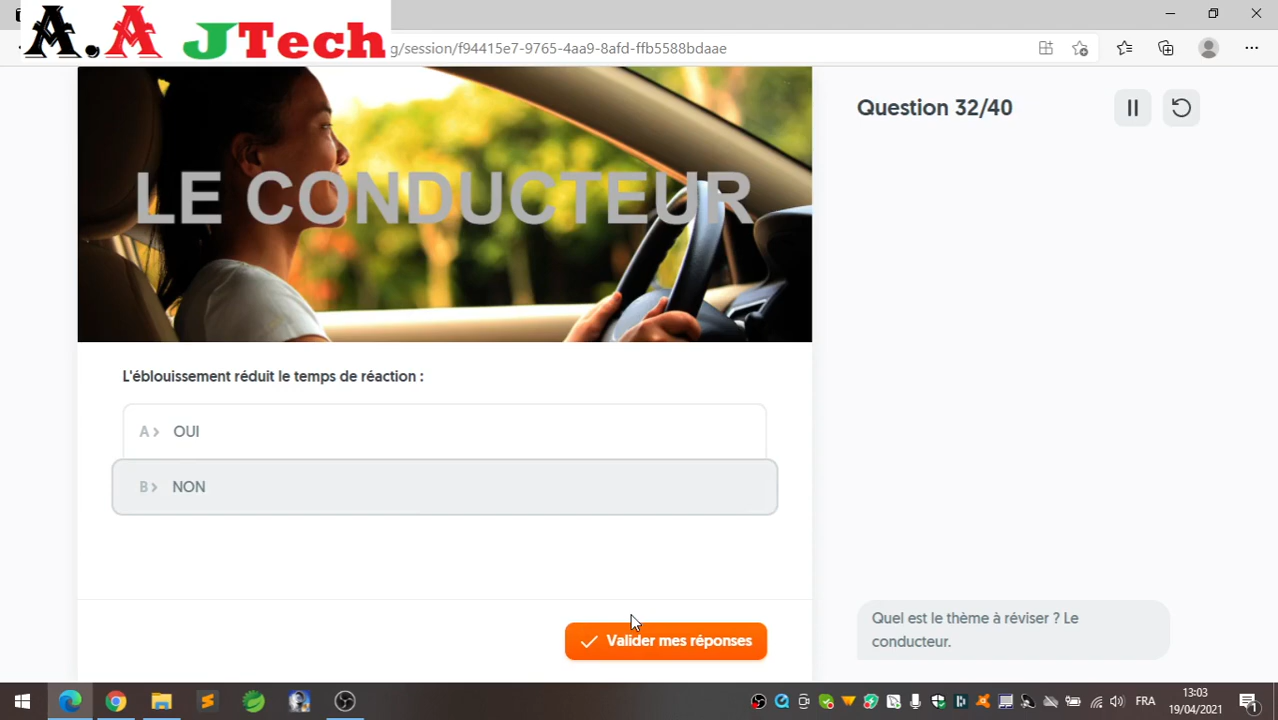 A.A JTech
g/session/f94415e7-9765-4aa9-8afd-ffb5588bdaae
LE CONDUCTEUR
Question 32/40
L'éblouissement réduit le temps de réaction :
A > OUI
B > NON
Valider mes réponses
Quel est le thème à réviser ? Le
conducteur.
FRA
13:03
19/04/2021
1